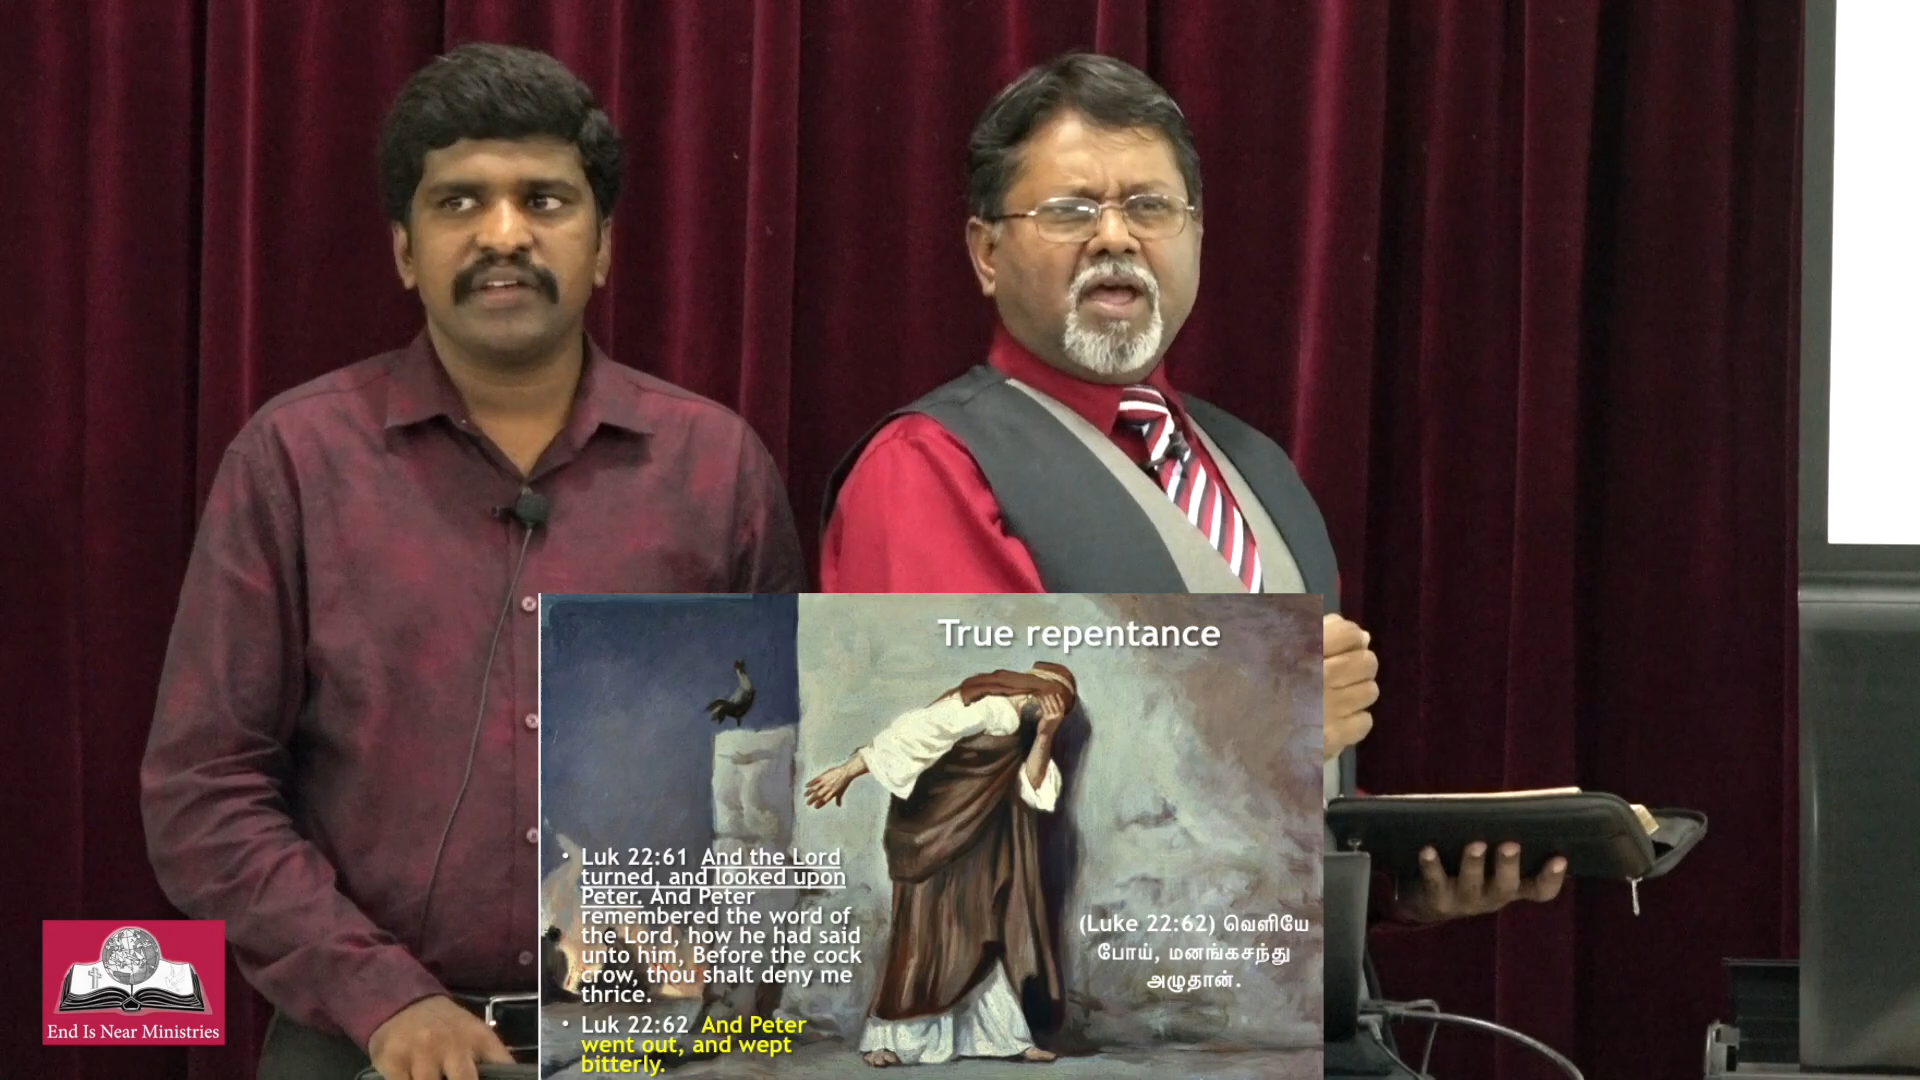 True repentance
• Luk 22:61 And the Lord
turned, and looked upon
Peter. And Peter
remembered the word of
the Lord, how he had said
unto him, Before the cock
crow, thou shalt deny me
thrice.
• Luk 22:62 And Peter
went out, and wept
bitterly.
(Luke 22:62) வெளியே
போய், மனங்கசந்து
அழுதான்.
End Is Near Ministries